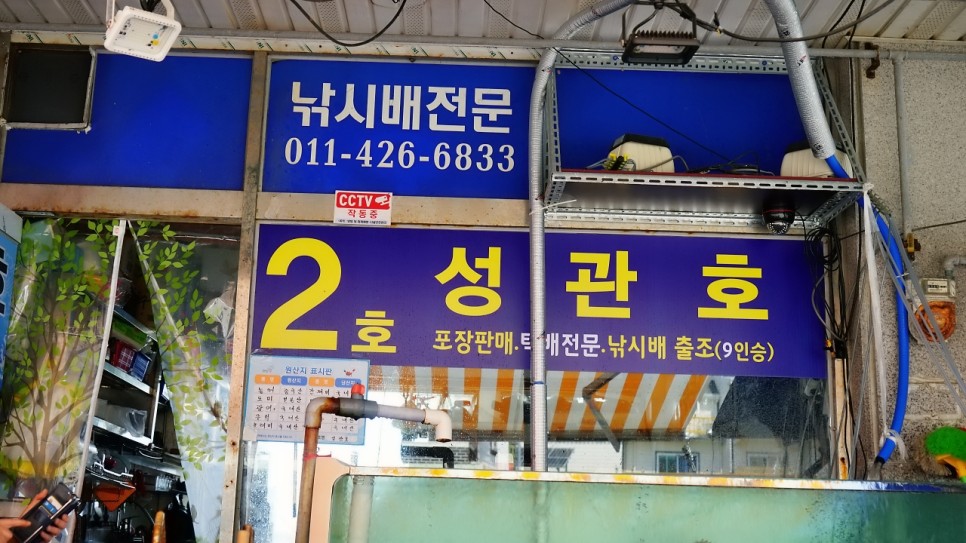 낚시배전문
011-426-6833
CCTV
작동중
2호 성관호
포장판매.택배전문.낚시배 출조(9인승)
원산지 표시판